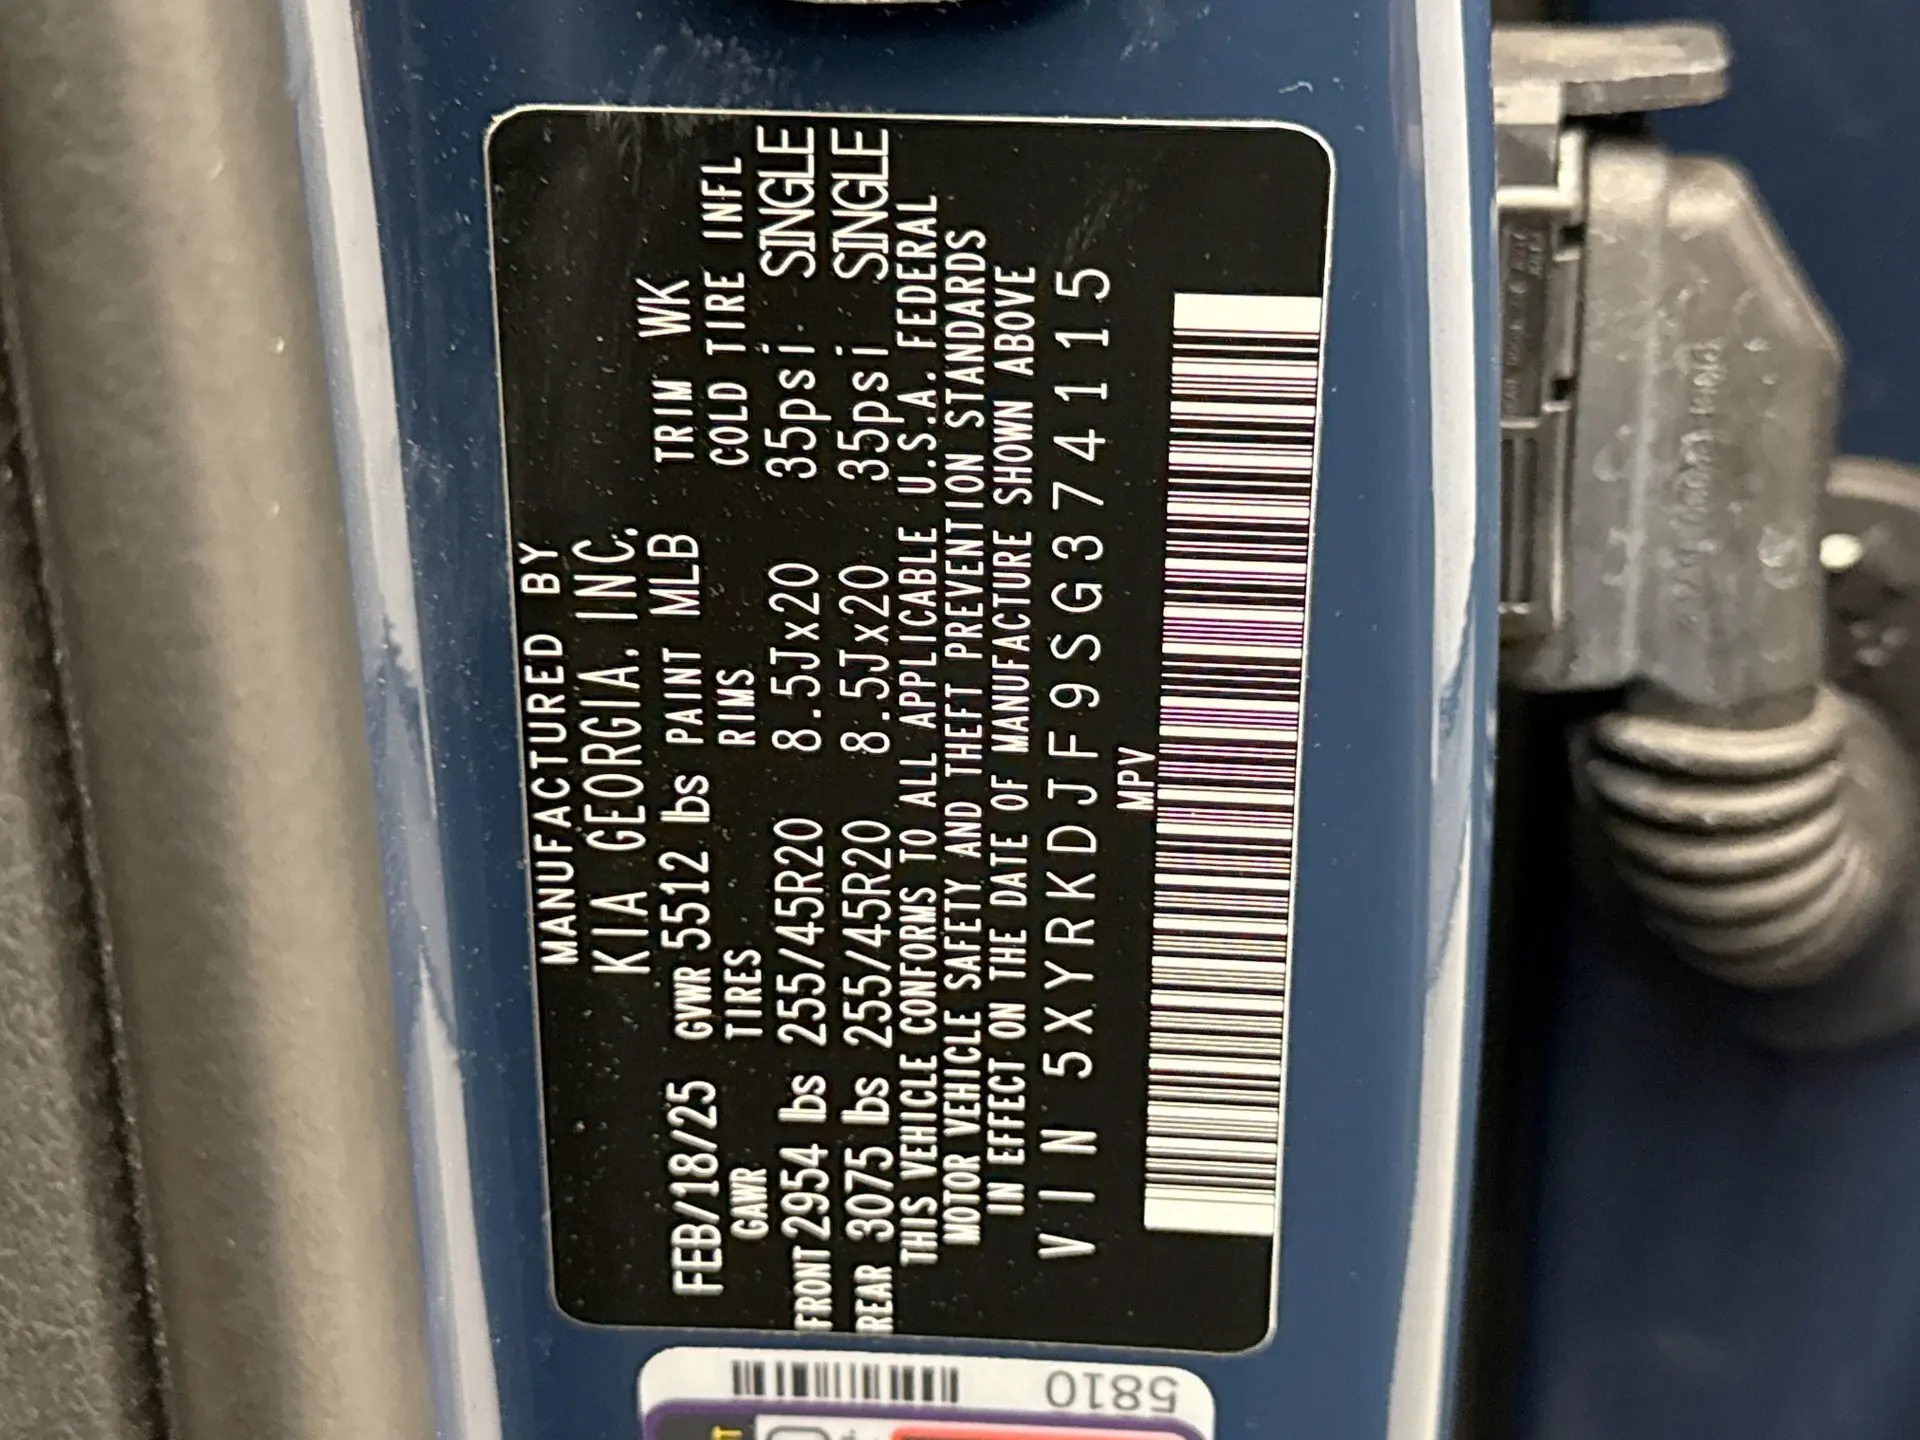 MANUFACTURED BY
KIA GEORGIA, INC.
FEB/18/25 GVWR 5512 lbs PAINT MLB TRIM WK
GAWR TIRES RIMS COLD TIRE INFL
FRONT 2954 lbs 255/45R20 8.5Jx20 35psi SINGLE
REAR 3075 lbs 255/45R20 8.5Jx20 35psi SINGLE
THIS VEHICLE CONFORMS TO ALL APPLICABLE U.S.A. FEDERAL
MOTOR VEHICLE SAFETY AND THEFT PREVENTION STANDARDS
IN EFFECT ON THE DATE OF MANUFACTURE SHOWN ABOVE
VIN 5XYRKDJF9SG374115
MPV
5810